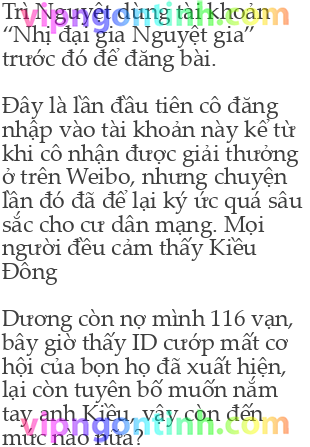 Trì Nguyệt dùng tài khoản
vipngontinh.com
“Nhị đại gia Nguyệt gia”
trước đó để đăng bài.
Đây là lần đầu tiên cô đăng
nhập vào tài khoản này kể từ
khi cô nhận được giải thưởng
ở trên Weibo, nhưng chuyện
lần đó đã để lại ký ức quá sâu
sắc cho cư dân mạng. Mọi
người đều cảm thấy Kiều
Đông
Dương còn nợ mình 116 vạn,
bây giờ thấy ID cướp mất cơ
hội của bọn họ đã xuất hiện,
lại còn tuyên bố muốn nắm
tay anh Kiều, vậy còn đến
vipngontinh.com
mức nào nữa?